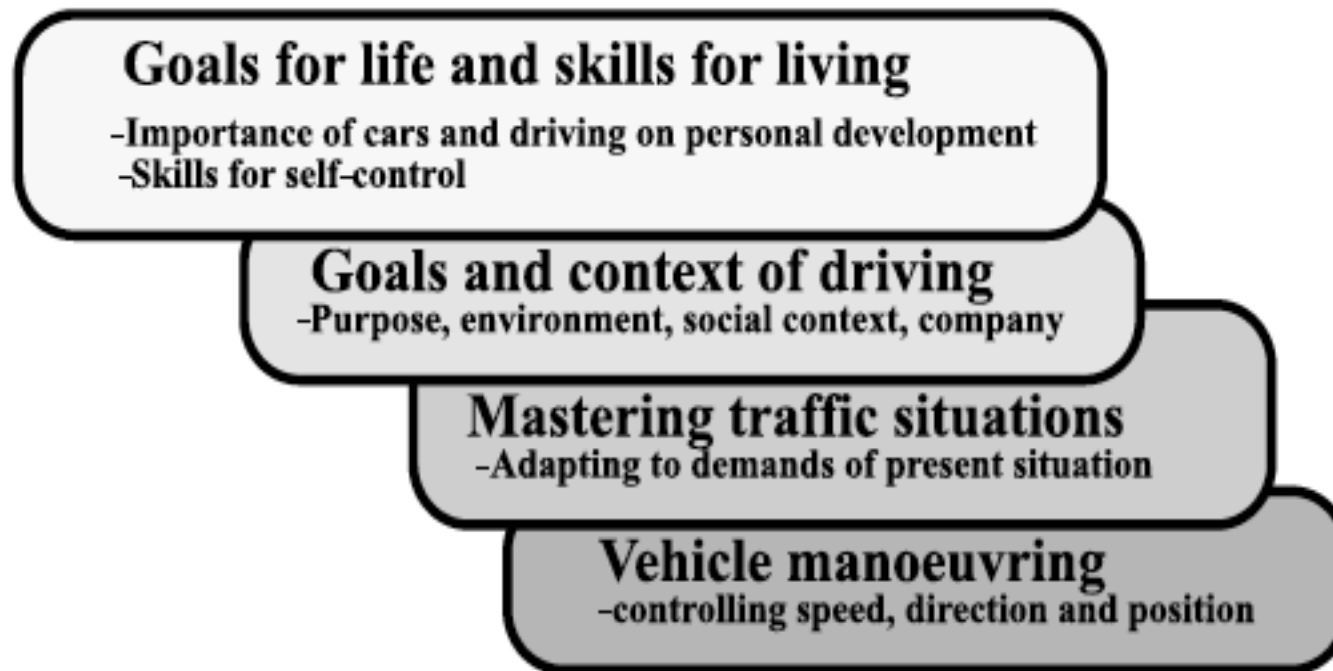 Goals for life and skills for living
-Importance of cars and driving on personal development
-Skills for self-control
Goals and context of driving
-Purpose, environment, social context, company
Mastering traffic situations
-Adapting to demands of present situation
Vehicle manoeuvring
-controlling speed, direction and position